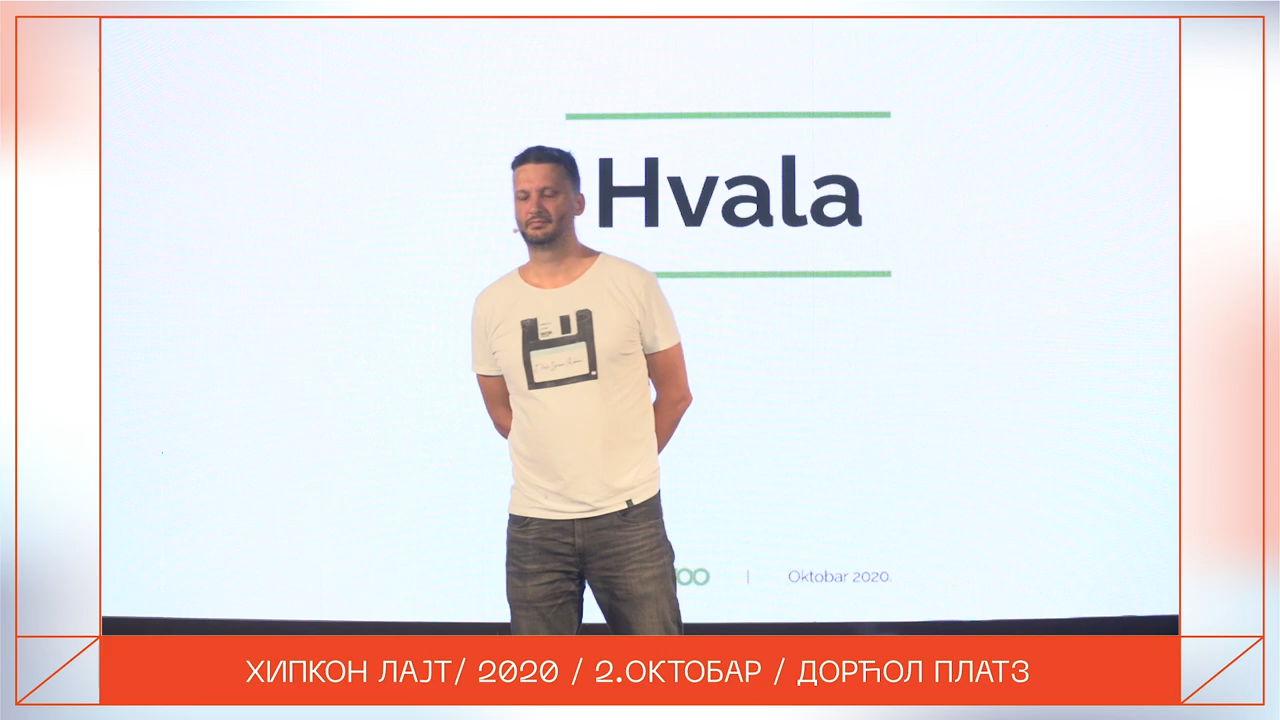 Hvala
Oktobar 2020.
ХИПКОН ЛАЈТ/ 2020 / 2.ОКТОБАР / ДОРЋОЛ ПЛАТЗ